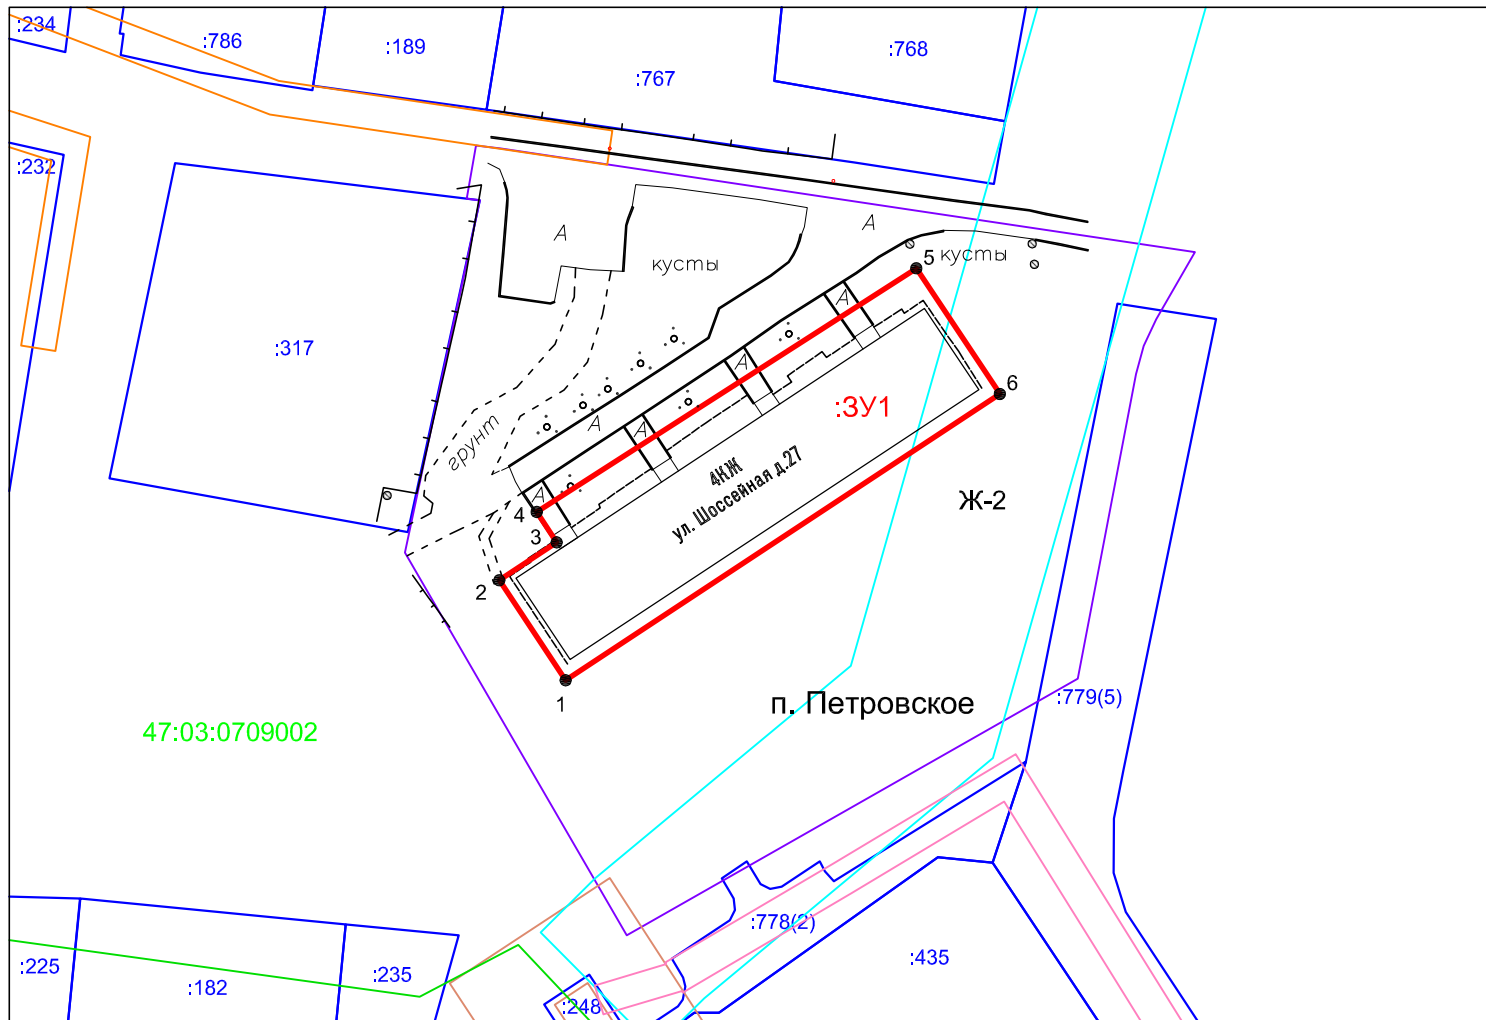 :234
:786
:189
:767
:768
:232
А
А
кусты
5
кусты
А
:317
А
6
:ЗУ1
А
А
грунт
4КЖ
ул. Шоссейная д.27
А
4
Ж-2
3
2
1
п. Петровское
:779(5)
47:03:0709002
:778(2)
:435
:225
:235
:182
:248